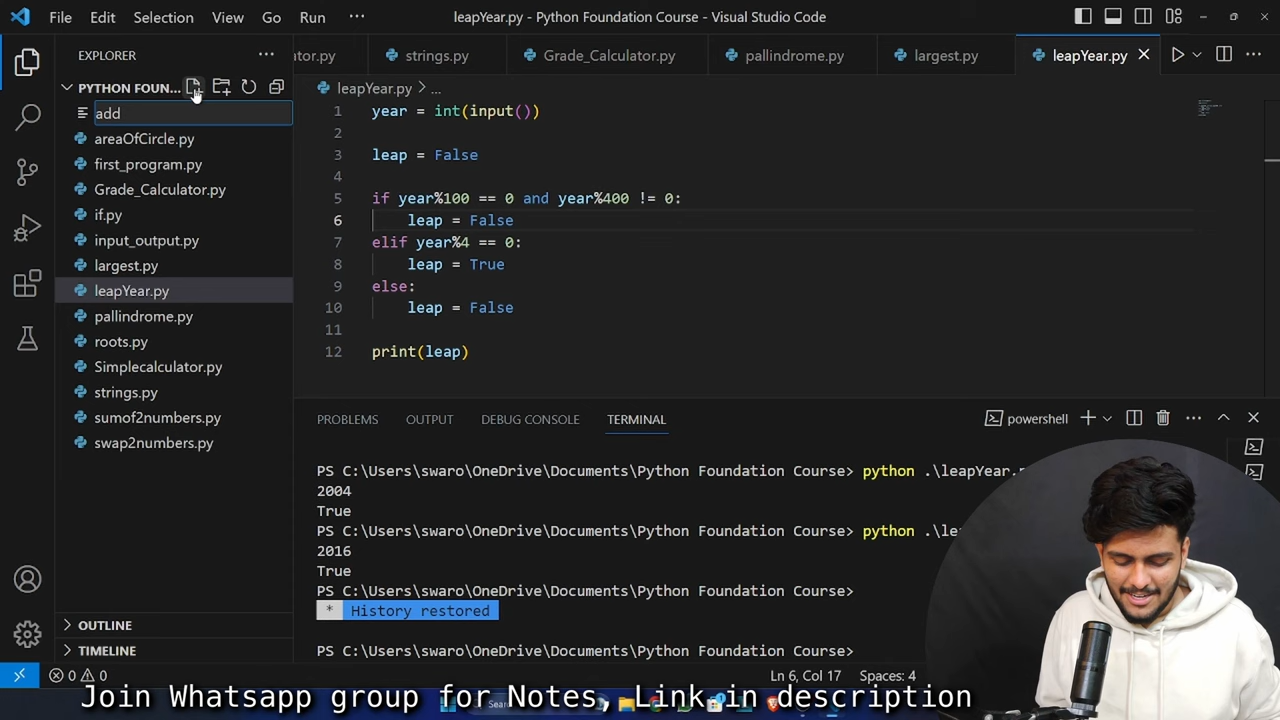 File Edit Selection View Go Run ··· leapYear.py - Python Foundation Course - Visual Studio Code
EXPLORER ···
PYTHON FOUN...
add
areaOfCircle.py
first_program.py
Grade_Calculator.py
if.py
input_output.py
largest.py
leapYear.py
pallindrome.py
roots.py
Simplecalculator.py
strings.py
sumof2numbers.py
swap2numbers.py
OUTLINE
TIMELINE
ator.py strings.py Grade_Calculator.py pallindrome.py largest.py leapYear.py
leapYear.py > ...
1 year = int(input())
2
3 leap = False
4
5 if year%100 == 0 and year%400 != 0:
6 leap = False
7 elif year%4 == 0:
8 leap = True
9 else:
10 leap = False
11
12 print(leap)
PROBLEMS OUTPUT DEBUG CONSOLE TERMINAL powershell
PS C:\Users\swaro\OneDrive\Documents\Python Foundation Course> python .\leapYear.
2004
True
PS C:\Users\swaro\OneDrive\Documents\Python Foundation Course> python .\lea
2016
True
PS C:\Users\swaro\OneDrive\Documents\Python Foundation Course>
* History restored
PS C:\Users\swaro\OneDrive\Documents\Python Foundation Course>
0 0 Ln 6, Col 17 Spaces: 4
Join Whatsapp group for Notes, Link in description